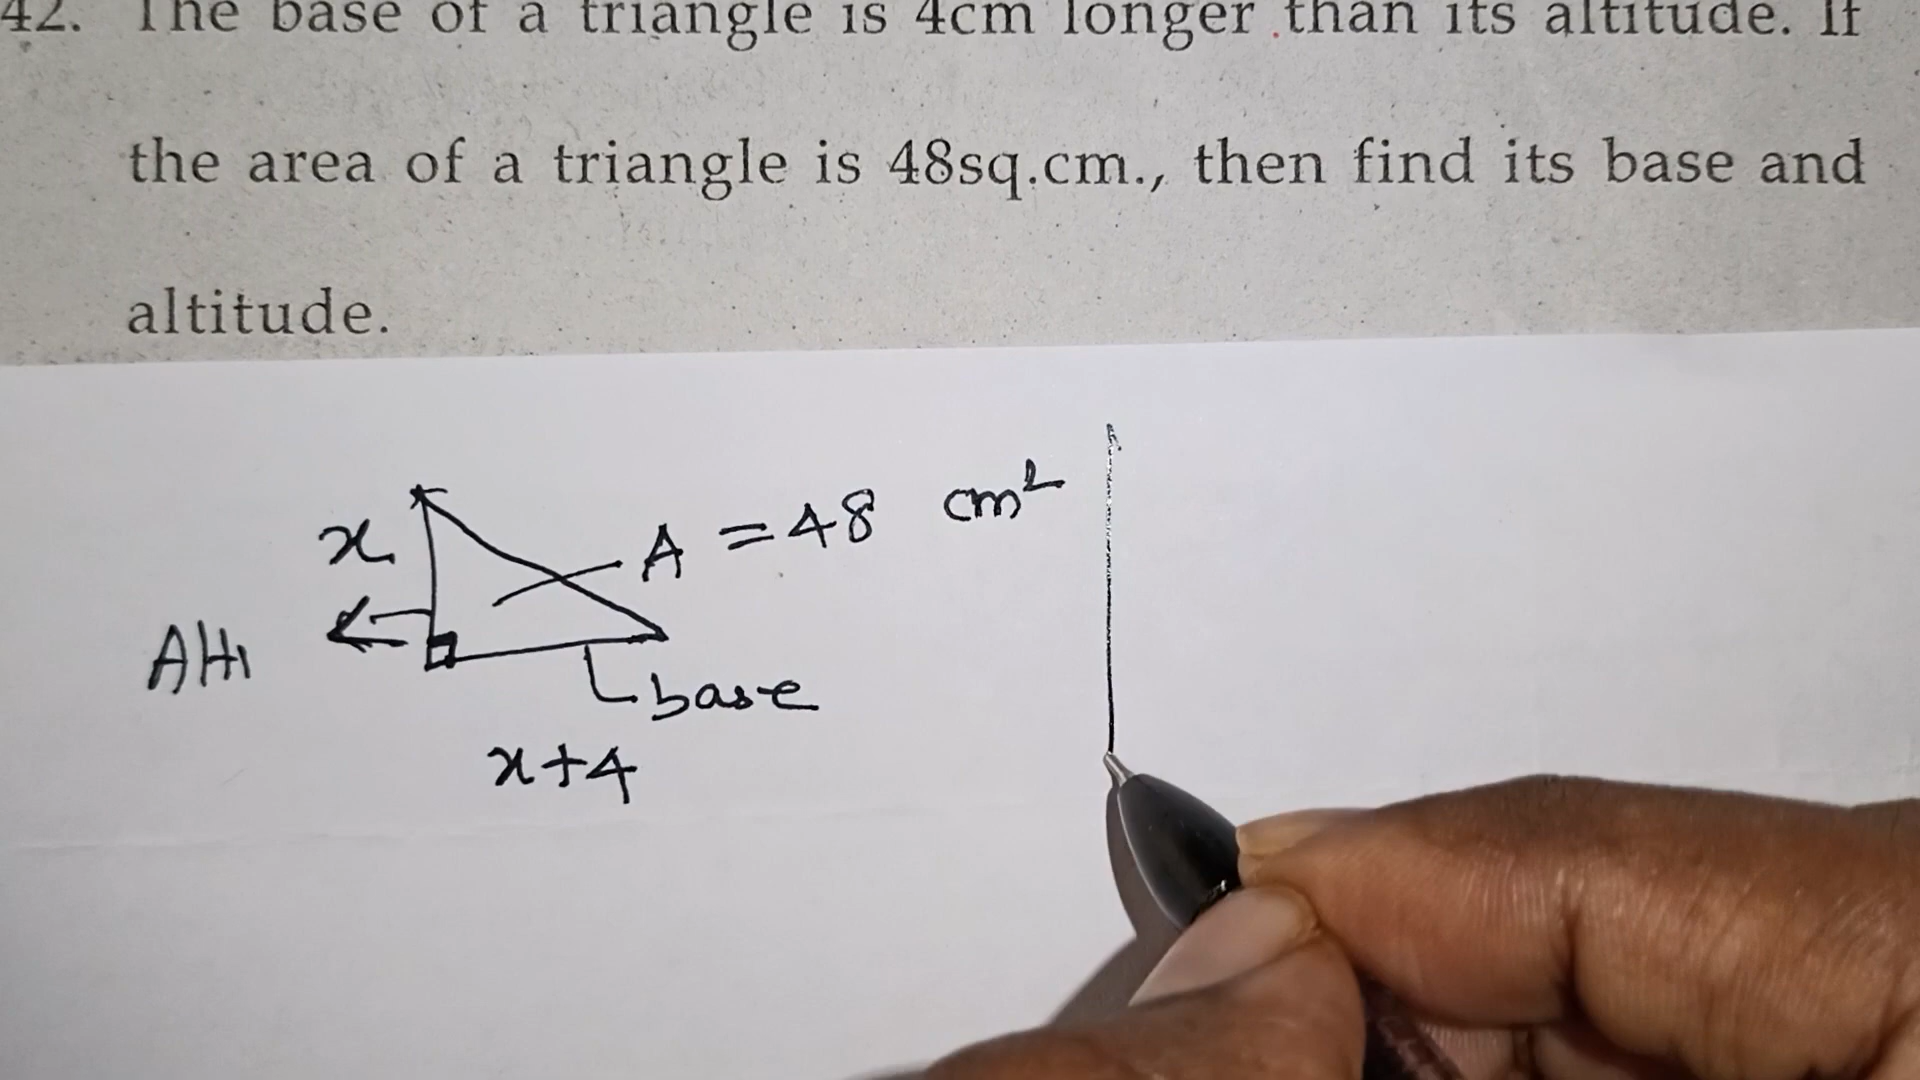 42. The base of a triangle is 4cm longer than its altitude. If
the area of a triangle is 48sq.cm., then find its base and
altitude.
x
A = 48 cm²
base
x+4